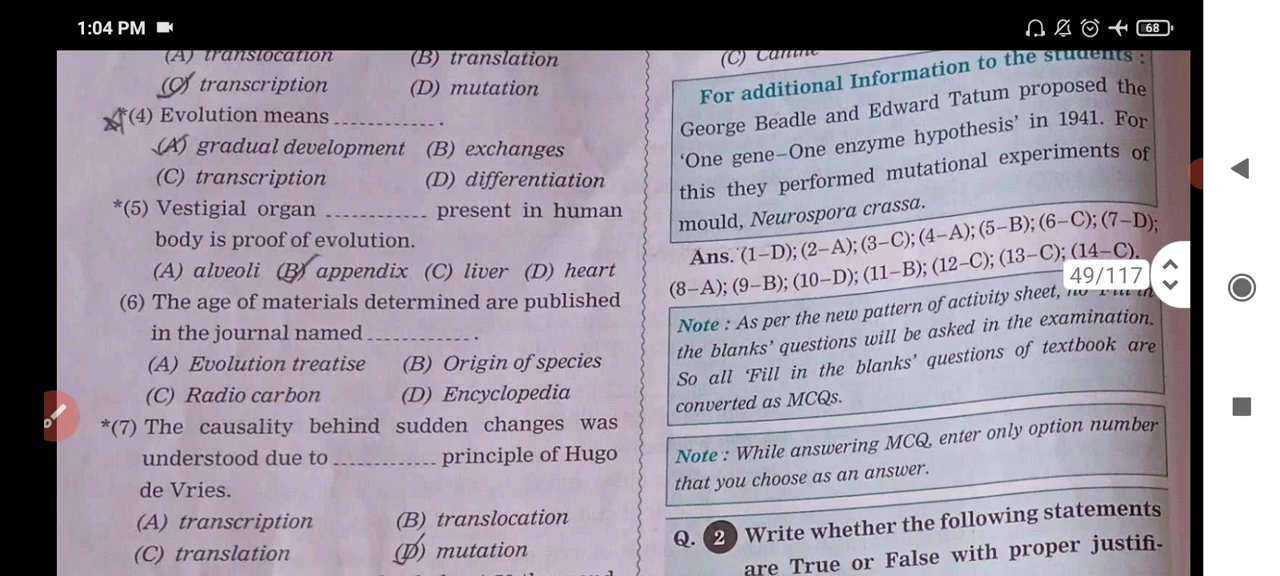 1:04 PM
68
(A) translocation (B) translation
(C) transcription (D) mutation
*(4) Evolution means ____________ .
(A) gradual development (B) exchanges
(C) transcription (D) differentiation
*(5) Vestigial organ ____________ present in human
body is proof of evolution.
(A) alveoli (B) appendix (C) liver (D) heart
(6) The age of materials determined are published
in the journal named ____________ .
(A) Evolution treatise (B) Origin of species
(C) Radio carbon (D) Encyclopedia
*(7) The causality behind sudden changes was
understood due to ____________ principle of Hugo
de Vries.
(A) transcription (B) translocation
(C) translation (D) mutation
(C) Canine
For additional Information to the students :
George Beadle and Edward Tatum proposed the
‘One gene–One enzyme hypothesis’ in 1941. For
this they performed mutational experiments of
mould, Neurospora crassa.
Ans. (1–D); (2–A); (3–C); (4–A); (5–B); (6–C); (7–D);
(8–A); (9–B); (10–D); (11–B); (12–C); (13–C); (14–C).
49/117
Note : As per the new pattern of activity sheet, no ‘Fill in
the blanks’ questions will be asked in the examination.
So all ‘Fill in the blanks’ questions of textbook are
converted as MCQs.
Note : While answering MCQ, enter only option number
that you choose as an answer.
Q. 2 Write whether the following statements
are True or False with proper justifi-